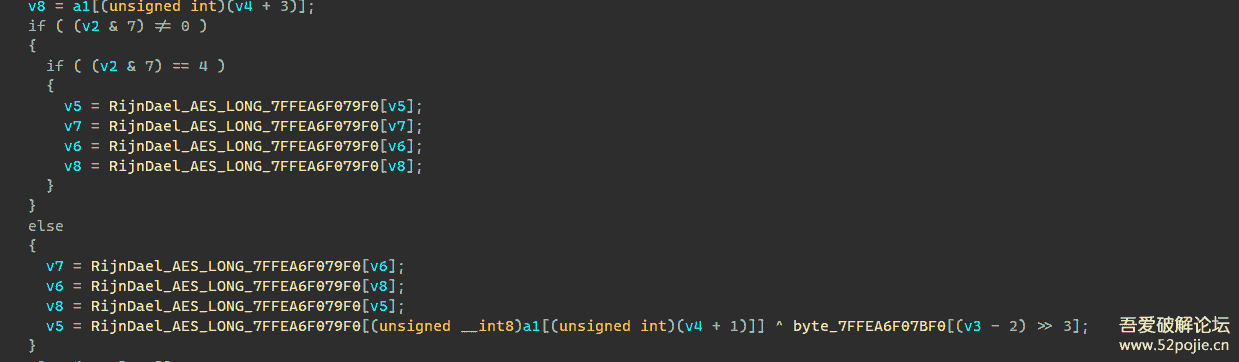 v8 = a1[(unsigned int)(v4 + 3)];
if ( (v2 & 7) != 0 )
{
if ( (v2 & 7) == 4 )
{
v5 = RijnDael_AES_LONG_7FFEA6F079F0[v5];
v7 = RijnDael_AES_LONG_7FFEA6F079F0[v7];
v6 = RijnDael_AES_LONG_7FFEA6F079F0[v6];
v8 = RijnDael_AES_LONG_7FFEA6F079F0[v8];
}
}
else
{
v7 = RijnDael_AES_LONG_7FFEA6F079F0[v6];
v6 = RijnDael_AES_LONG_7FFEA6F079F0[v8];
v8 = RijnDael_AES_LONG_7FFEA6F079F0[v5];
v5 = RijnDael_AES_LONG_7FFEA6F079F0[(unsigned __int8)a1[(unsigned int)(v4 + 1)]] ^ byte_7FFEA6F07BF0[(v3 - 2) >> 3];
}
吾爱破解论坛
www.52pojie.cn